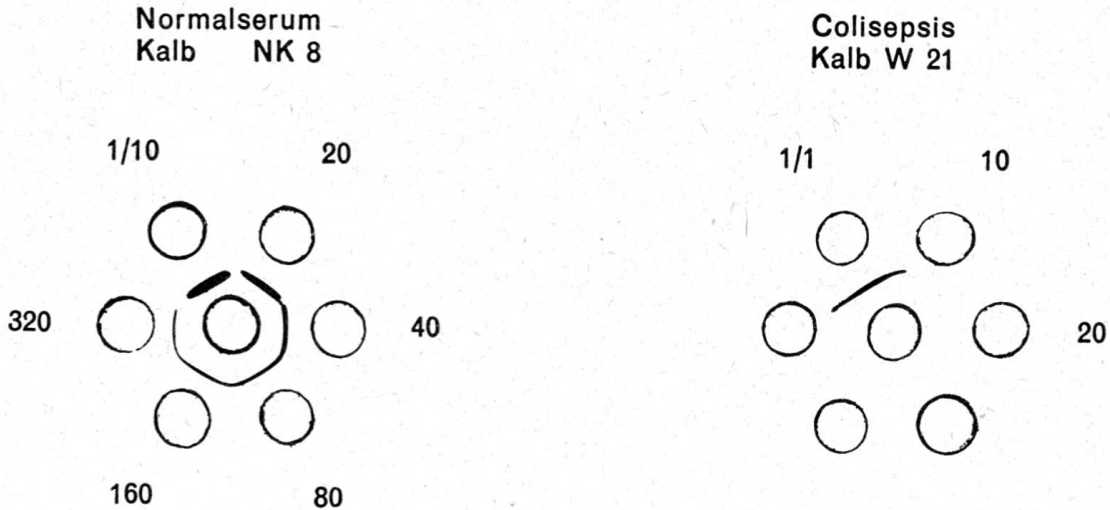 Normalserum
Kalb NK 8
Colisepsis
Kalb W 21
1/10 20
1/1 10
320 40
20
160 80